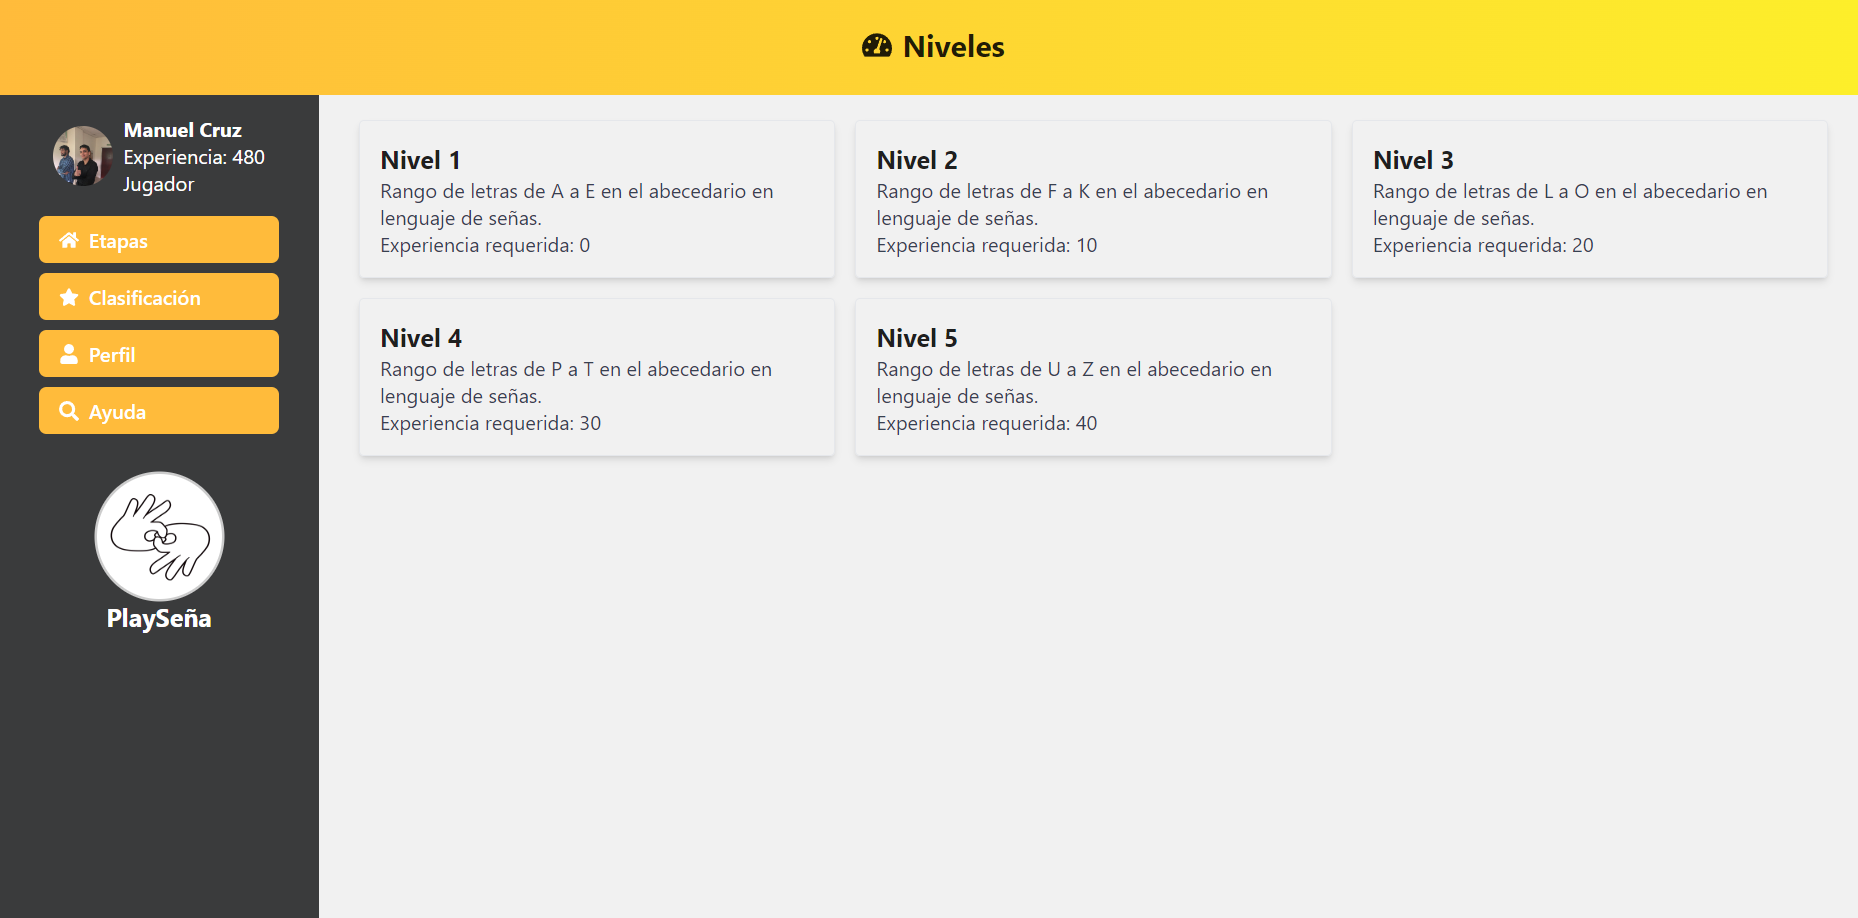 Niveles
Manuel Cruz
Experiencia: 480
Jugador
Etapas
Clasificación
Perfil
Ayuda
PlaySeña
Nivel 1
Rango de letras de A a E en el abecedario en
lenguaje de señas.
Experiencia requerida: 0
Nivel 2
Rango de letras de F a K en el abecedario en
lenguaje de señas.
Experiencia requerida: 10
Nivel 3
Rango de letras de L a O en el abecedario en
lenguaje de señas.
Experiencia requerida: 20
Nivel 4
Rango de letras de P a T en el abecedario en
lenguaje de señas.
Experiencia requerida: 30
Nivel 5
Rango de letras de U a Z en el abecedario en
lenguaje de señas.
Experiencia requerida: 40